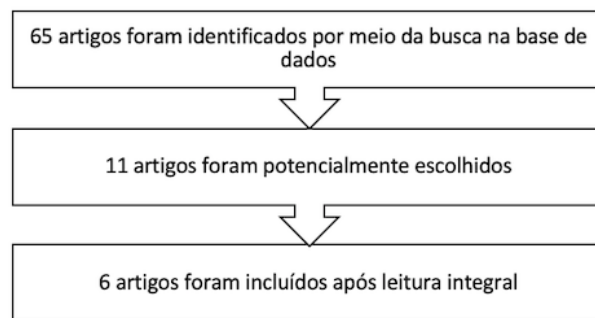 65 artigos foram identificados por meio da busca na base de
dados
11 artigos foram potencialmente escolhidos
6 artigos foram incluídos após leitura integral